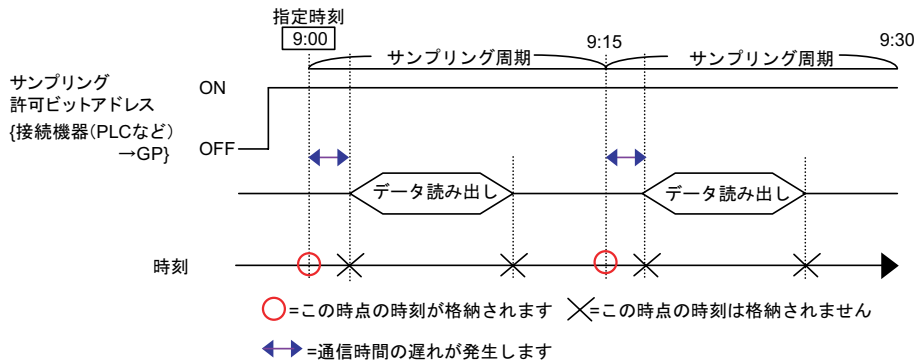 指定時刻
9:00
9:15
9:30
サンプリング周期
サンプリング周期
サンプリング
許可ビットアドレス
{接続機器(PLCなど)
→GP}
ON
OFF
データ読み出し
データ読み出し
時刻
=この時点の時刻が格納されます
=この時点の時刻は格納されません
=通信時間の遅れが発生します